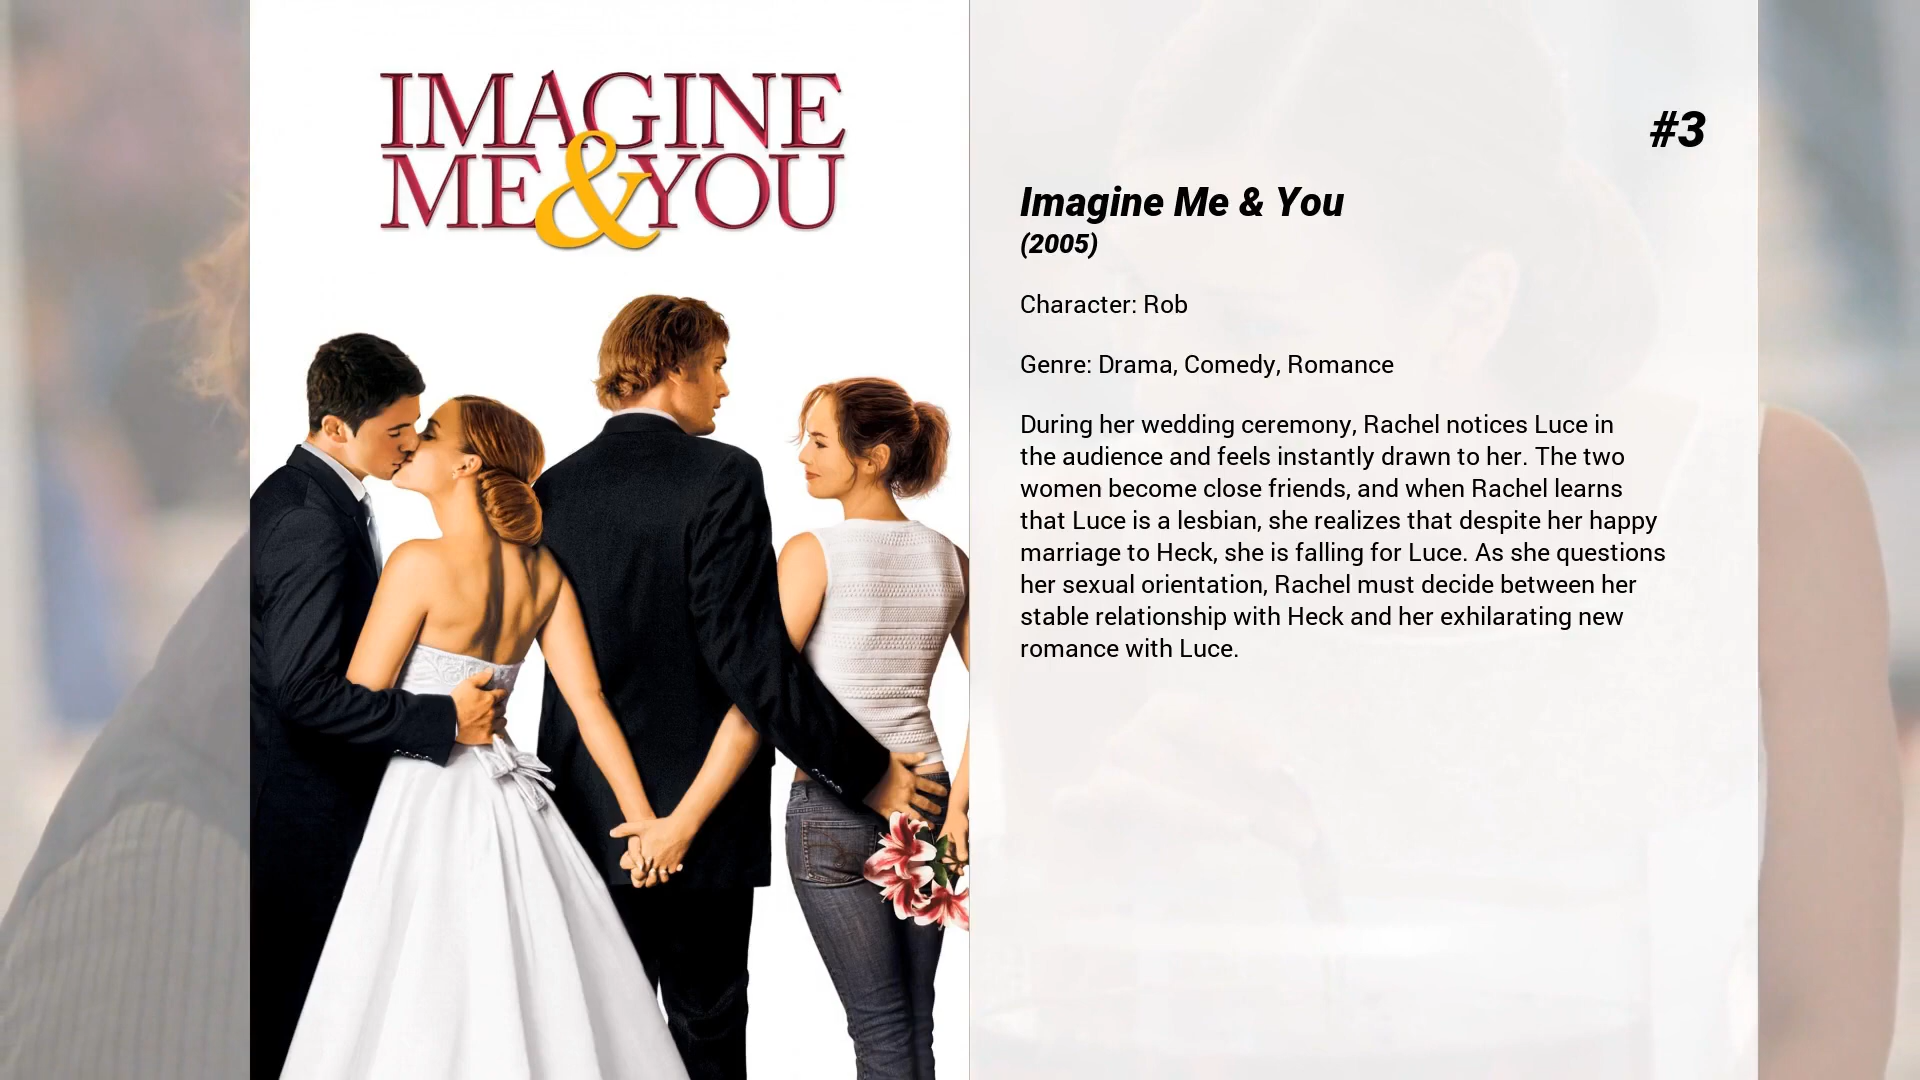 IMAGINE
ME & YOU
#3
Imagine Me & You
(2005)
Character: Rob
Genre: Drama, Comedy, Romance
During her wedding ceremony, Rachel notices Luce in
the audience and feels instantly drawn to her. The two
women become close friends, and when Rachel learns
that Luce is a lesbian, she realizes that despite her happy
marriage to Heck, she is falling for Luce. As she questions
her sexual orientation, Rachel must decide between her
stable relationship with Heck and her exhilarating new
romance with Luce.